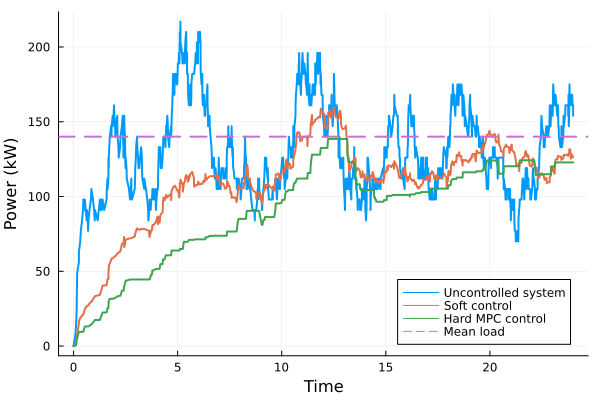 200
150
100
50
0
Power (kW)
0 5 10 15 20
Time
Uncontrolled system
Soft control
Hard MPC control
Mean load